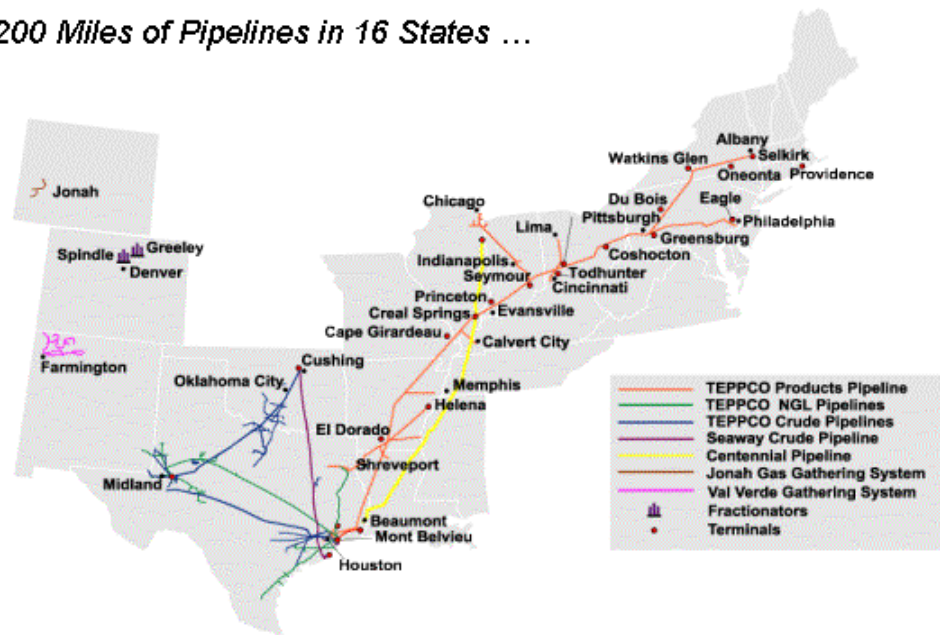 200 Miles of Pipelines in 16 States ...
Albany
Selkirk
Watkins Glen
Oneonta
Providence
Jonah
Chicago
Du Bois
Eagle
Lima
Pittsburgh
Philadelphia
Greensburg
Spindle
Greeley
Coshocton
Denver
Indianapolis
Seymour
Todhunter
Cincinnati
Princeton
Creal Springs
Evansville
Cape Girardeau
Calvert City
Farmington
Cushing
Oklahoma City
Memphis
Helena
El Dorado
Shreveport
Midland
Beaumont
Mont Belvieu
Houston
TEPPCO Products Pipeline
TEPPCO NGL Pipelines
TEPPCO Crude Pipelines
Seaway Crude Pipeline
Centennial Pipeline
Jonah Gas Gathering System
Val Verde Gathering System
Fractionators
Terminals